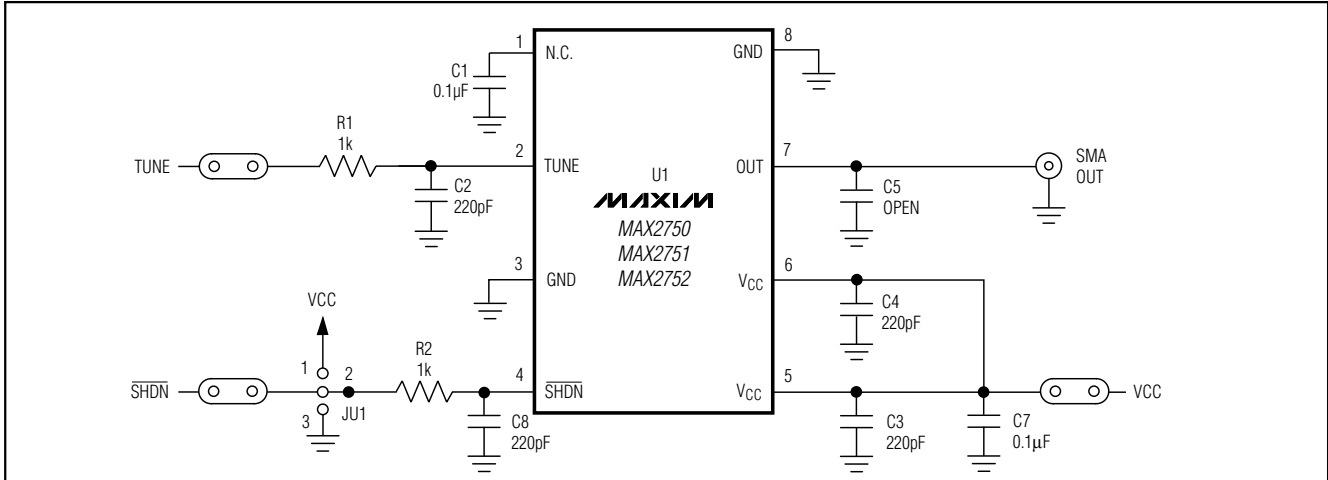 1
N.C.
C1
0.1µF
R1
1k
TUNE
2
TUNE
C2
220pF
3
GND
VCC
R2
1k
SHDN
1
2
3
JU1
4
SHDN
C8
220pF
U1
MAXIM
MAX2750
MAX2751
MAX2752
GND
8
OUT
7
SMA
OUT
C5
OPEN
VCC
6
C4
220pF
VCC
5
VCC
C3
220pF
C7
0.1µF